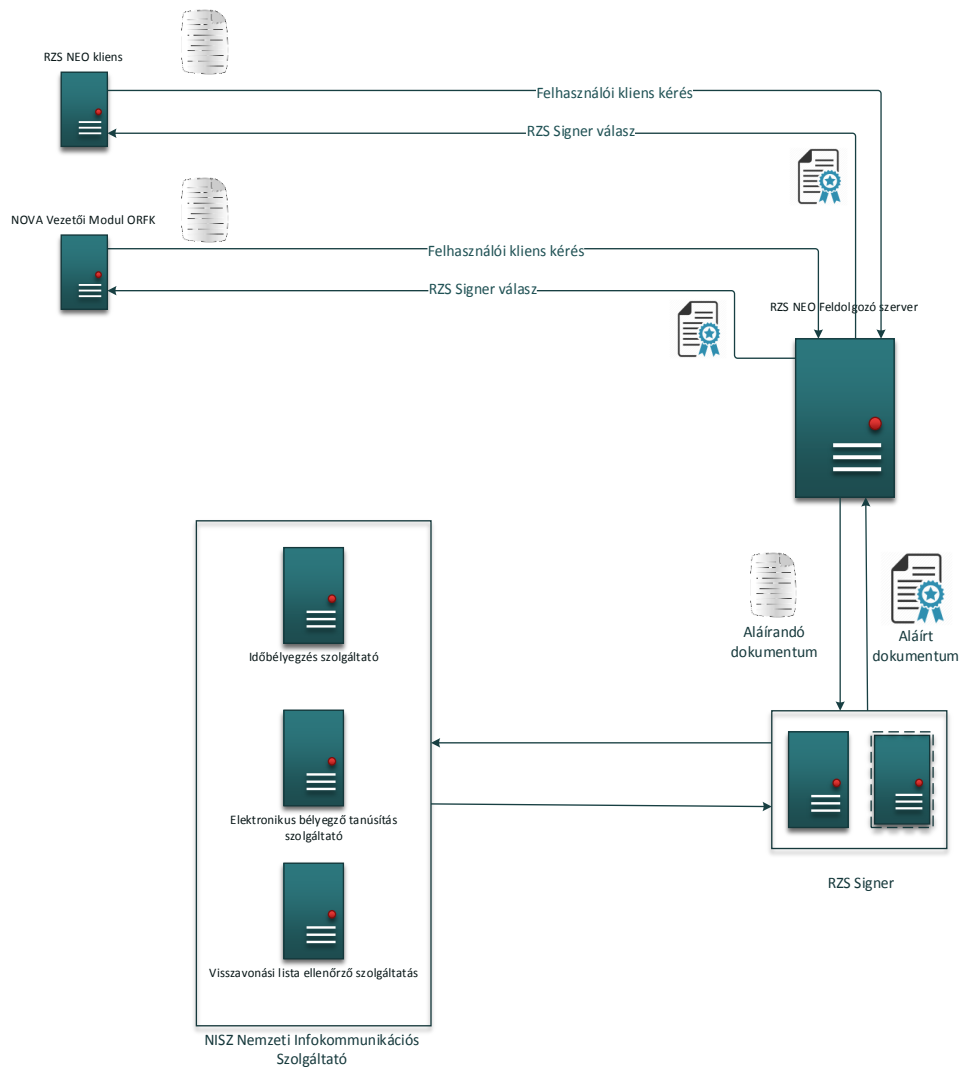 RZS NEO kliens
Felhasználói kliens kérés
RZS Signer válasz
NOVA Vezetői Modul ORFK
Felhasználói kliens kérés
RZS Signer válasz
RZS NEO Feldolgozó szerver
Aláírandó
dokumentum
Aláírt
dokumentum
Időbélyegzés szolgáltató
Elektronikus bélyegző tanúsítás
szolgáltató
Visszavonási lista ellenőrző szolgáltatás
NISZ Nemzeti Infokommunikációs
Szolgáltató
RZS Signer